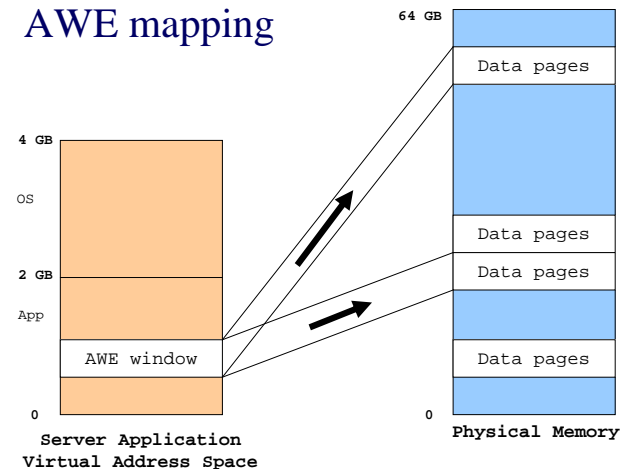 AWE mapping
64 GB
Data pages
4 GB
OS
Data pages
2 GB
Data pages
App
AWE window
Data pages
0
0
Server Application
Virtual Address Space
Physical Memory